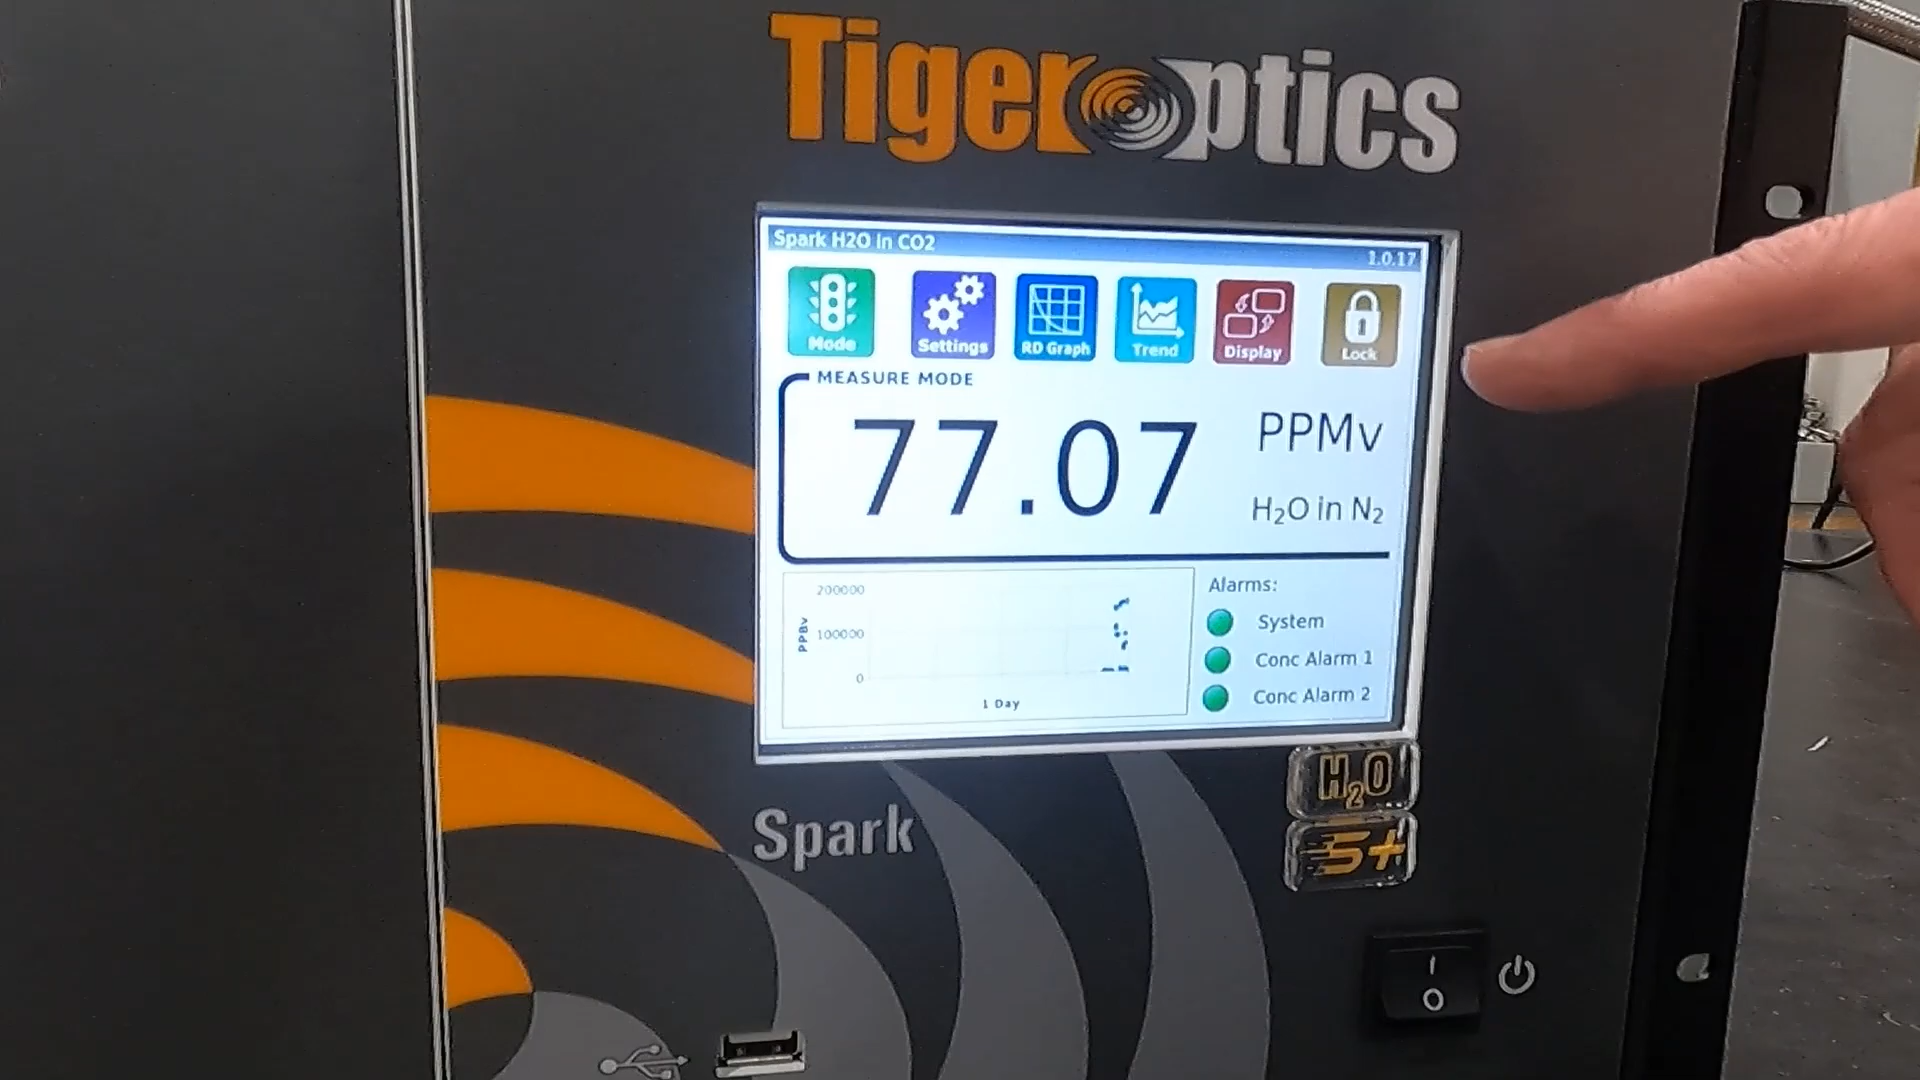 Tigeroptics
Spark H2O in CO2
1.0.17
Mode
Settings
RD Graph
Trend
Display
Lock
MEASURE MODE
77.07
PPMv
H₂O in N₂
200000
100000
0
PPBv
1 Day
Alarms:
System
Conc Alarm 1
Conc Alarm 2
H₂O
S+
Spark
I
O